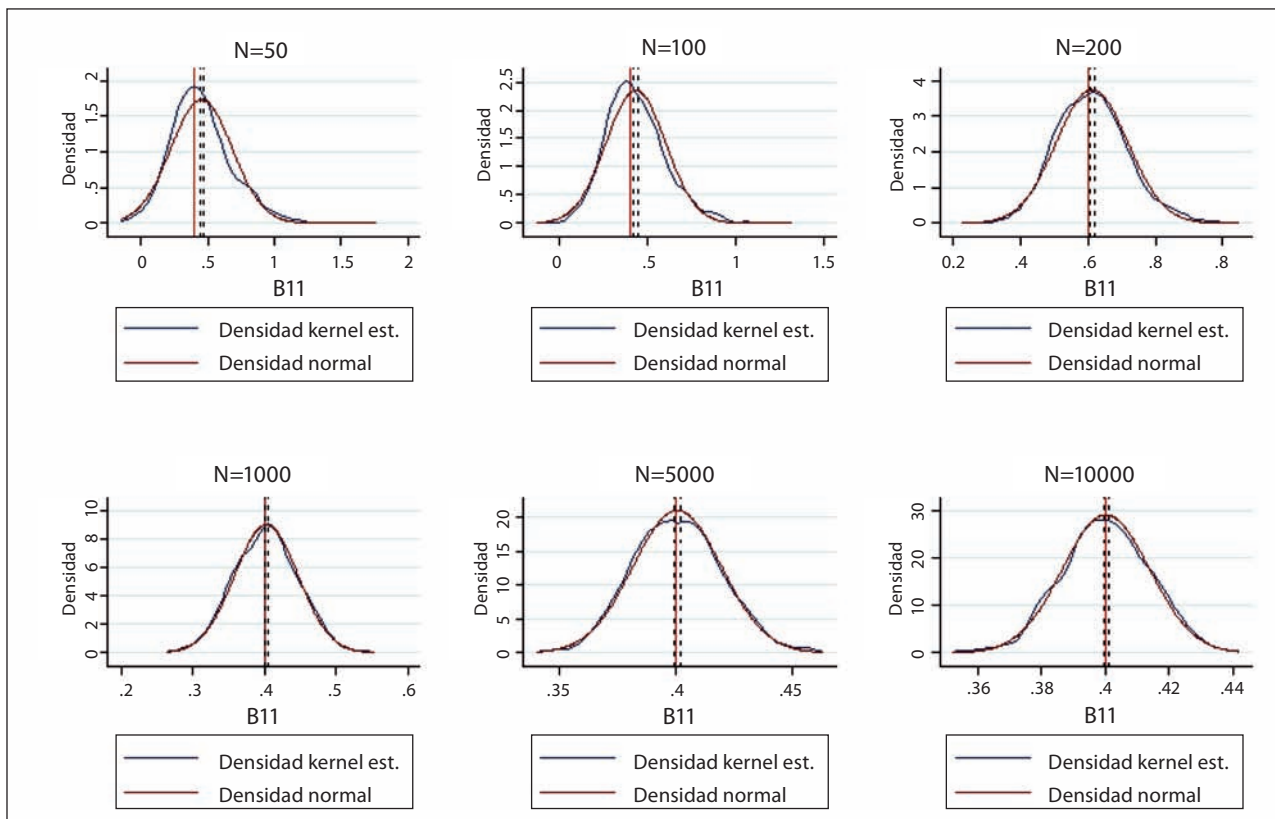 N=50
2
1.5
1
.5
0
Densidad
0 .5 1 1.5 2
B11
Densidad kernel est.
Densidad normal
N=100
2.5
2
1.5
1
.5
0
Densidad
0 .5 1 1.5
B11
Densidad kernel est.
Densidad normal
N=200
4
3
2
1
0
Densidad
0.2 .4 .6 .8 .8
B11
Densidad kernel est.
Densidad normal
N=1000
10
8
6
4
2
0
Densidad
.2 .3 .4 .5 .6
B11
Densidad kernel est.
Densidad normal
N=5000
20
15
10
5
0
Densidad
.35 .4 .45
B11
Densidad kernel est.
Densidad normal
N=10000
30
20
10
0
Densidad
.36 .38 .4 .42 .44
B11
Densidad kernel est.
Densidad normal